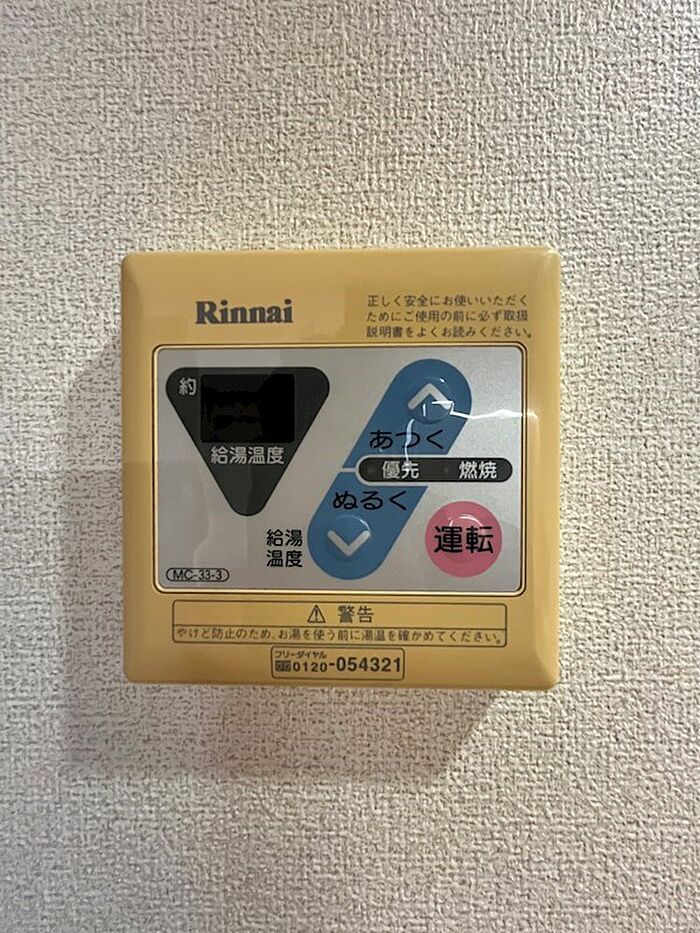 Rinnai
正しく安全にお使いいただく
ためにご使用の前に必ず取扱
説明書をよくお読みください。
約
給湯温度
あつく
優先 燃焼
ぬるく
給湯
温度
運転
MC-33-3
⚠ 警告
やけど防止のため、お湯を使う前に湯温を確かめてください。
フリーダイヤル
0120-054321